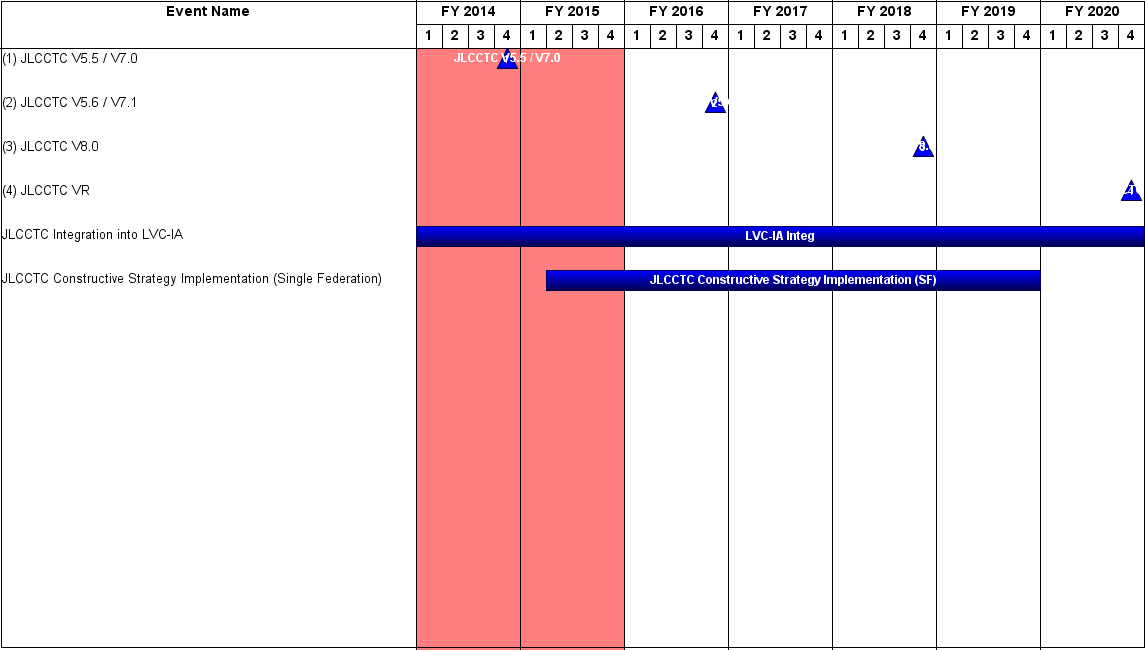 Event Name FY 2014 FY 2015 FY 2016 FY 2017 FY 2018 FY 2019 FY 2020
1 2 3 4 1 2 3 4 1 2 3 4 1 2 3 4 1 2 3 4 1 2 3 4 1 2 3 4
(1) JLCCTC V5.5 / V7.0 JLCCTC V5.5 / V7.0
(2) JLCCTC V5.6 / V7.1
(3) JLCCTC V8.0
(4) JLCCTC VR
JLCCTC Integration into LVC-IA LVC-IA Integ
JLCCTC Constructive Strategy Implementation (Single Federation) JLCCTC Constructive Strategy Implementation (SF)